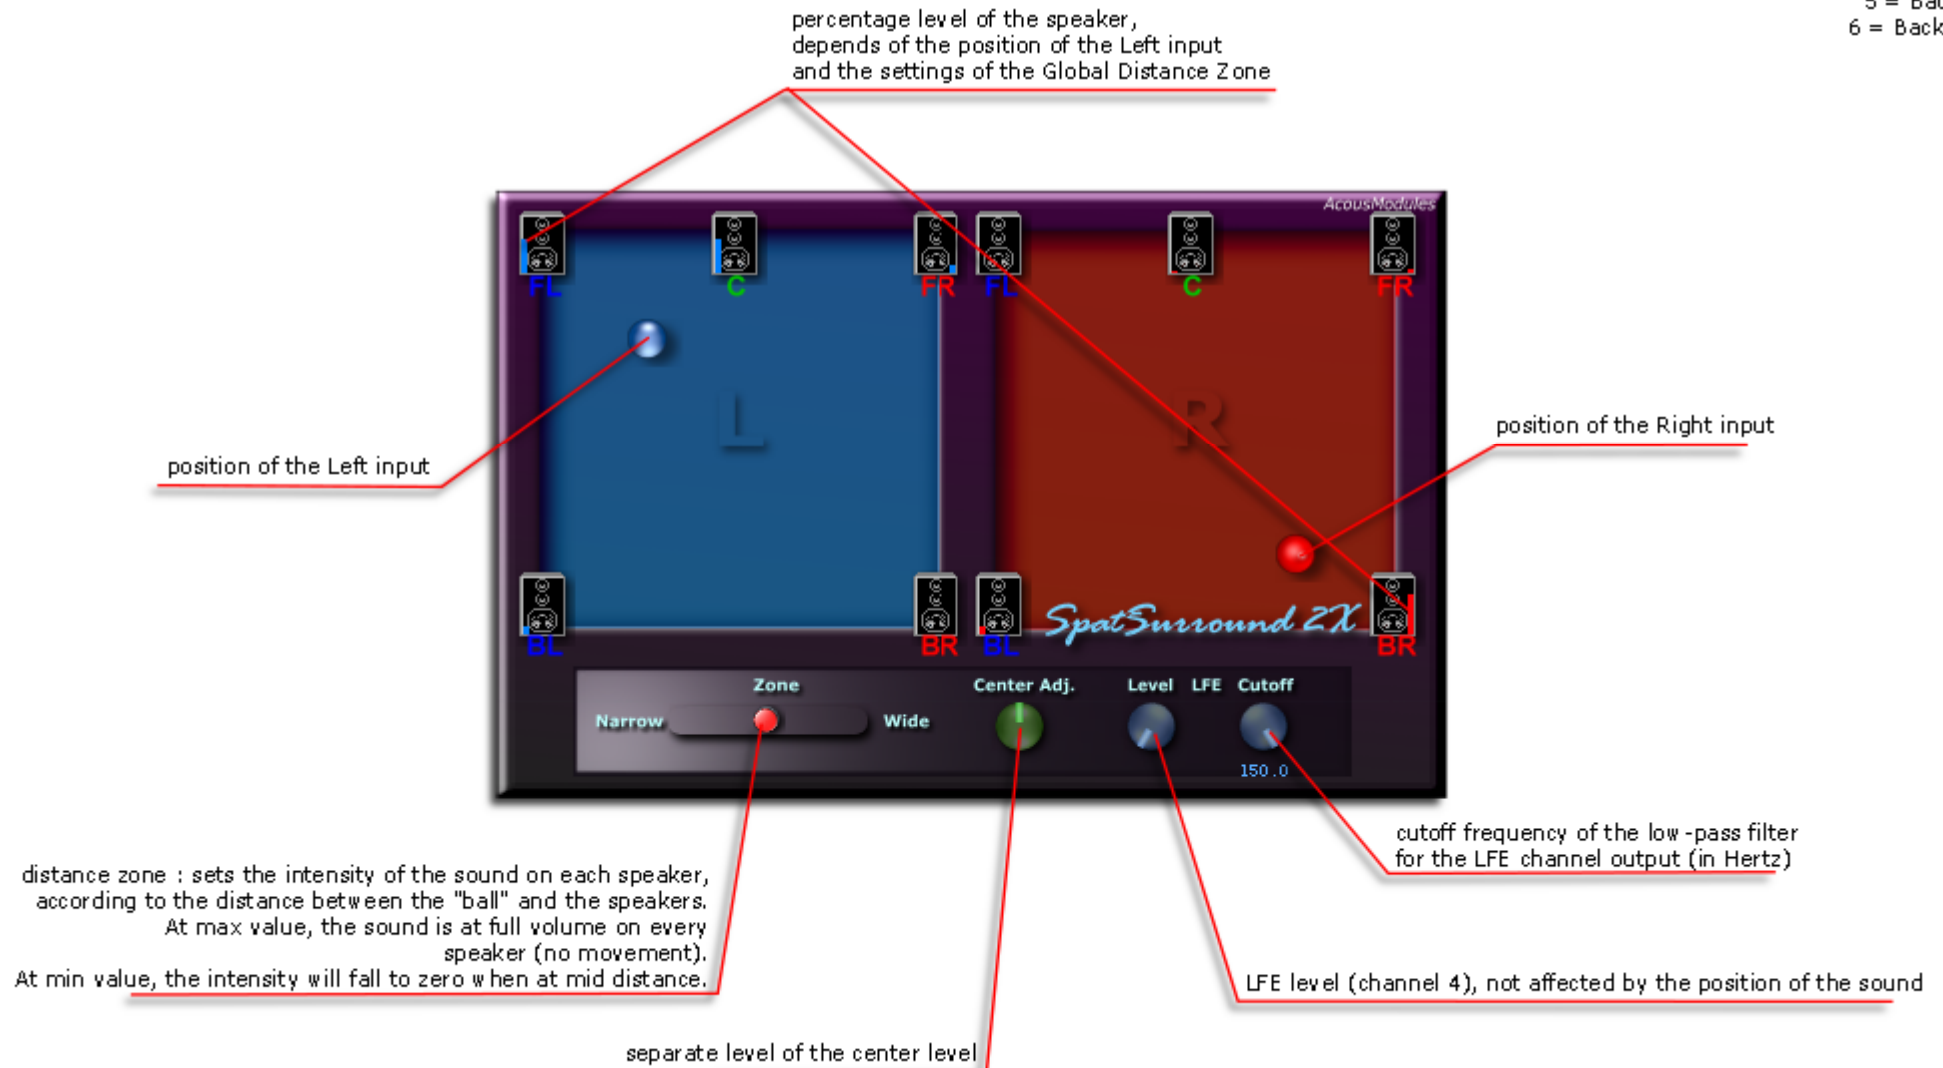 percentage level of the speaker,
depends of the position of the Left input
and the settings of the Global Distance Zone
6 = Back
AcousModules
FL
C
FR
FL
C
FR
L
R
position of the Left input
position of the Right input
SpatSurround 2X
BL
BR
BL
BR
Zone
Center Adj.
Level
LFE
Cutoff
Narrow
Wide
150.0
cutoff frequency of the low-pass filter
for the LFE channel output (in Hertz)
distance zone : sets the intensity of the sound on each speaker,
according to the distance between the "ball" and the speakers.
At max value, the sound is at full volume on every
speaker (no movement).
At min value, the intensity will fall to zero when at mid distance.
LFE level (channel 4), not affected by the position of the sound
separate level of the center level